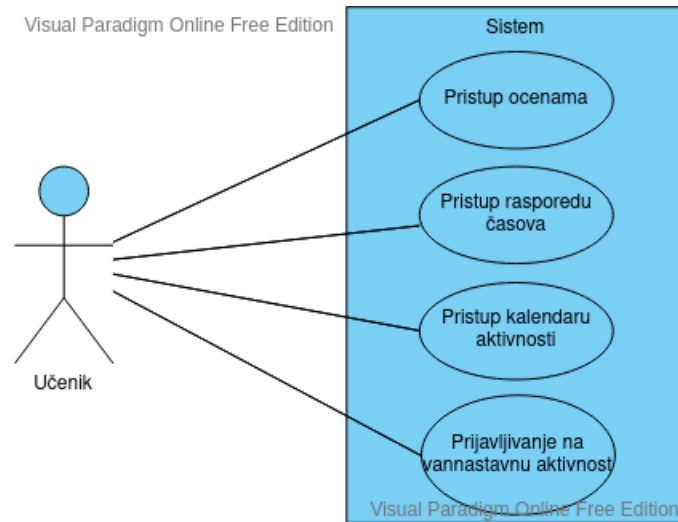 Visual Paradigm Online Free Edition
Sistem
Pristup ocenama
Pristup rasporedu
časova
Pristup kalendaru
aktivnosti
Učenik
Prijavljivanje na
vannastavnu aktivnost
Visual Paradigm Online Free Edition